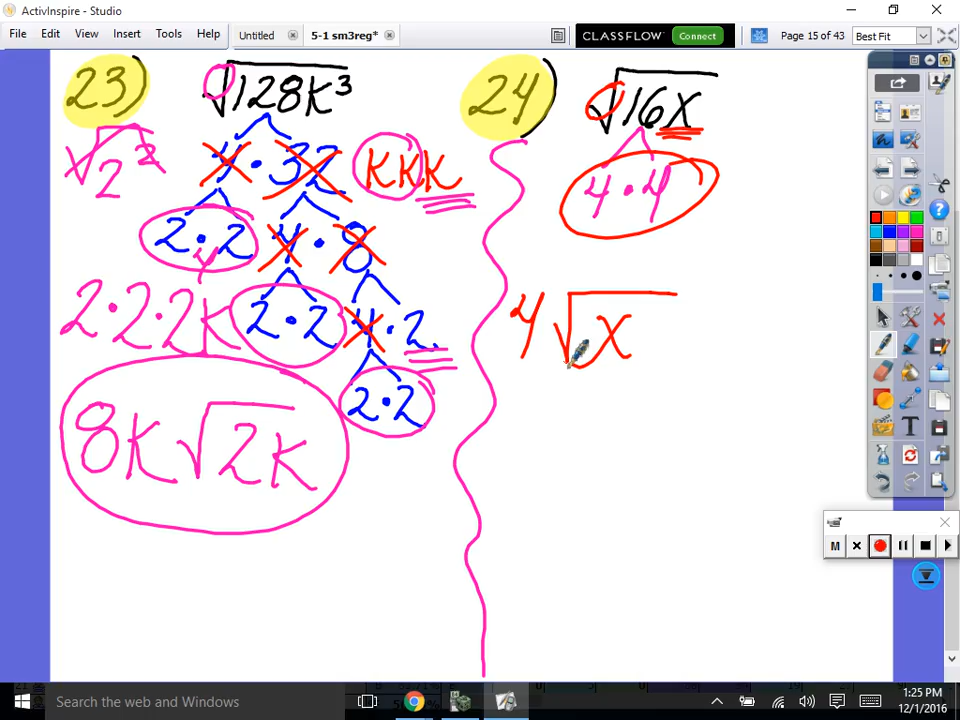 ActivInspire - Studio
File Edit View Insert Tools Help
Untitled
5-1 sm3reg*
CLASSFLOW Connect
Page 15 of 43
Best Fit
23) √128K³
√2²
4 · 32 KKK
2 · 2 4 · 8
4
2·2·2K 2·2 4·2
2·2
8K√2K
24) √16X
4·4
4√X
M
T
Search the web and Windows
1:25 PM
12/1/2016